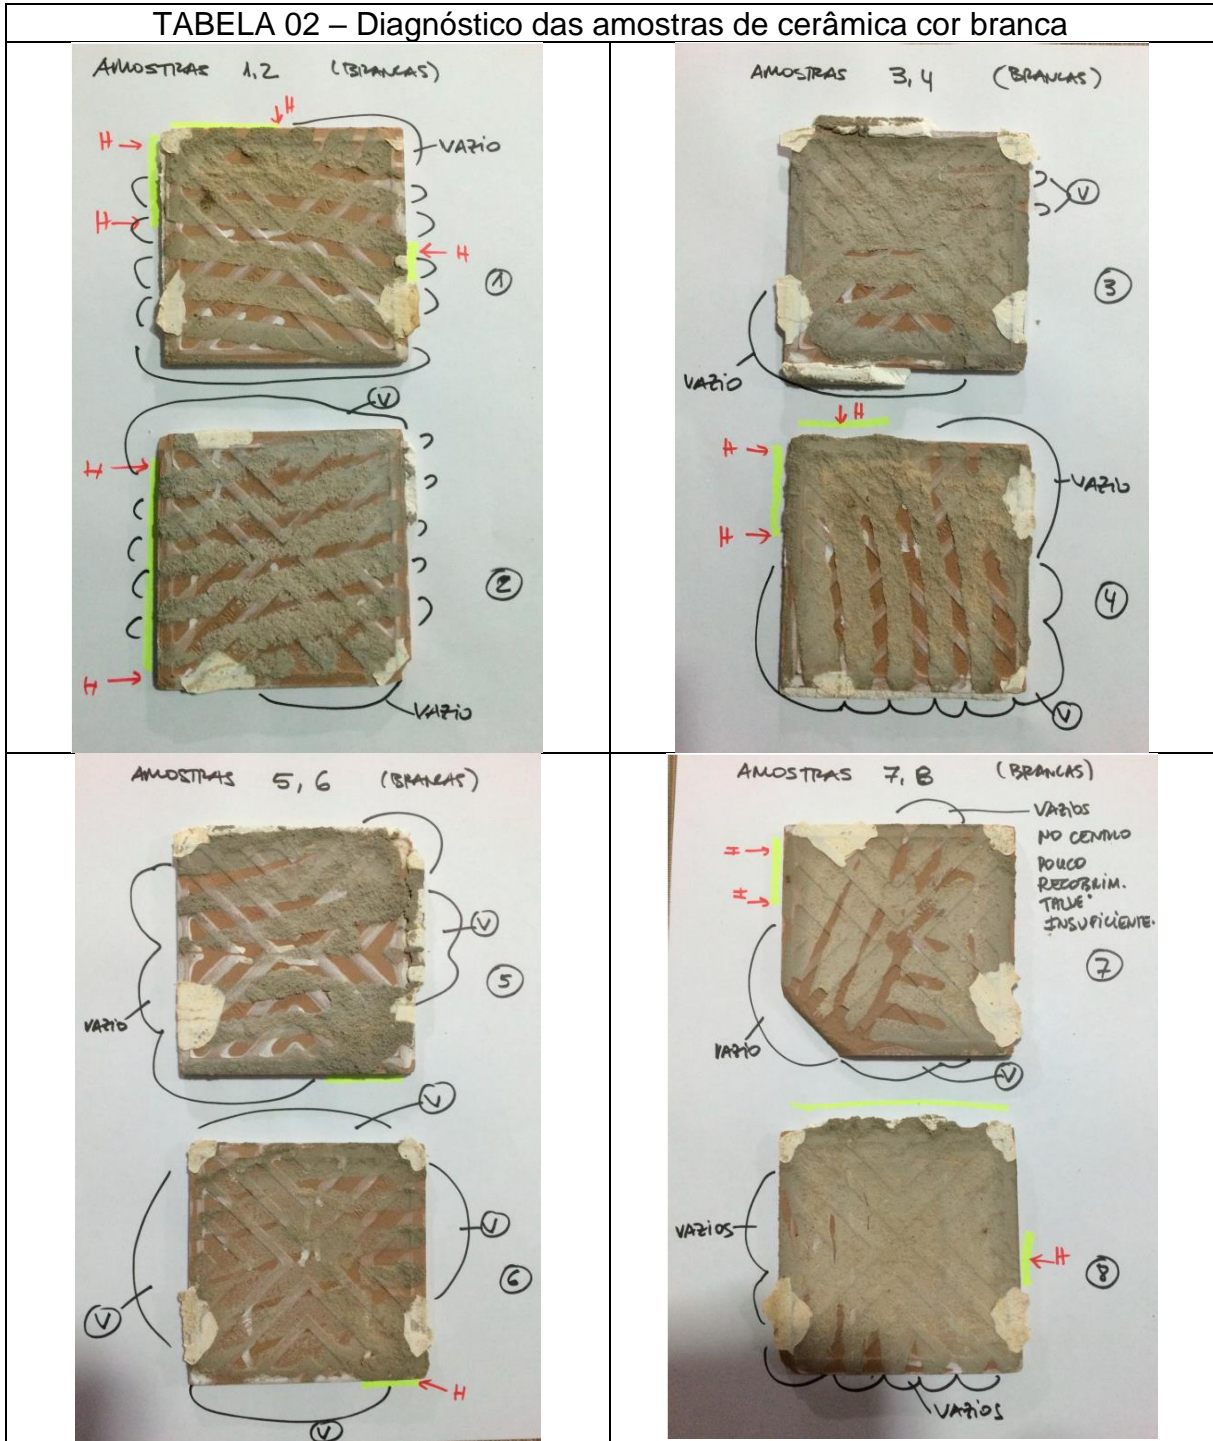 TABELA 02 – Diagnóstico das amostras de cerâmica cor branca
AMOSTRAS 1,2 (BRANCAS)
H
H
VAZIO
H
H
1
V
H
2
H
VAZIO
AMOSTRAS 3,4 (BRANCAS)
V
3
VAZIO
H
H
VAZIO
H
4
V
AMOSTRAS 5,6 (BRANCAS)
V
5
VAZIO
V
V
6
V
H
V
AMOSTRAS 7,8 (BRANCAS)
VAZIOS
NO CENTRO
POUCO
RECOBRIM.
INSUFICIENTE.
H
H
7
VAZIO
V
VAZIOS
H
8
VAZIOS